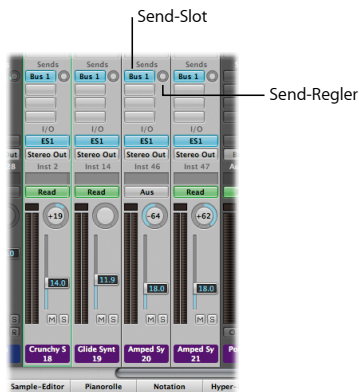 Send-Slot
Send-Regler
Sends Sends Sends Sends
Bus 1 Bus 1 Bus 1 Bus 1
I/O I/O I/O I/O
ES1 ES1 ES1 ES1
Out Stereo Out Stereo Out Stereo Out Stereo Out
28 Inst 2 Inst 14 Inst 46 Inst 47
Read Read Aus Read
+19 -64 +62
14.0 11.9 18.0 18.0
M S M S M S M S
Crunchy S Glide Synt Amped Sy Amped Sy
18 19 20 21
Sample-Editor Pianorolle Notation Hyper-